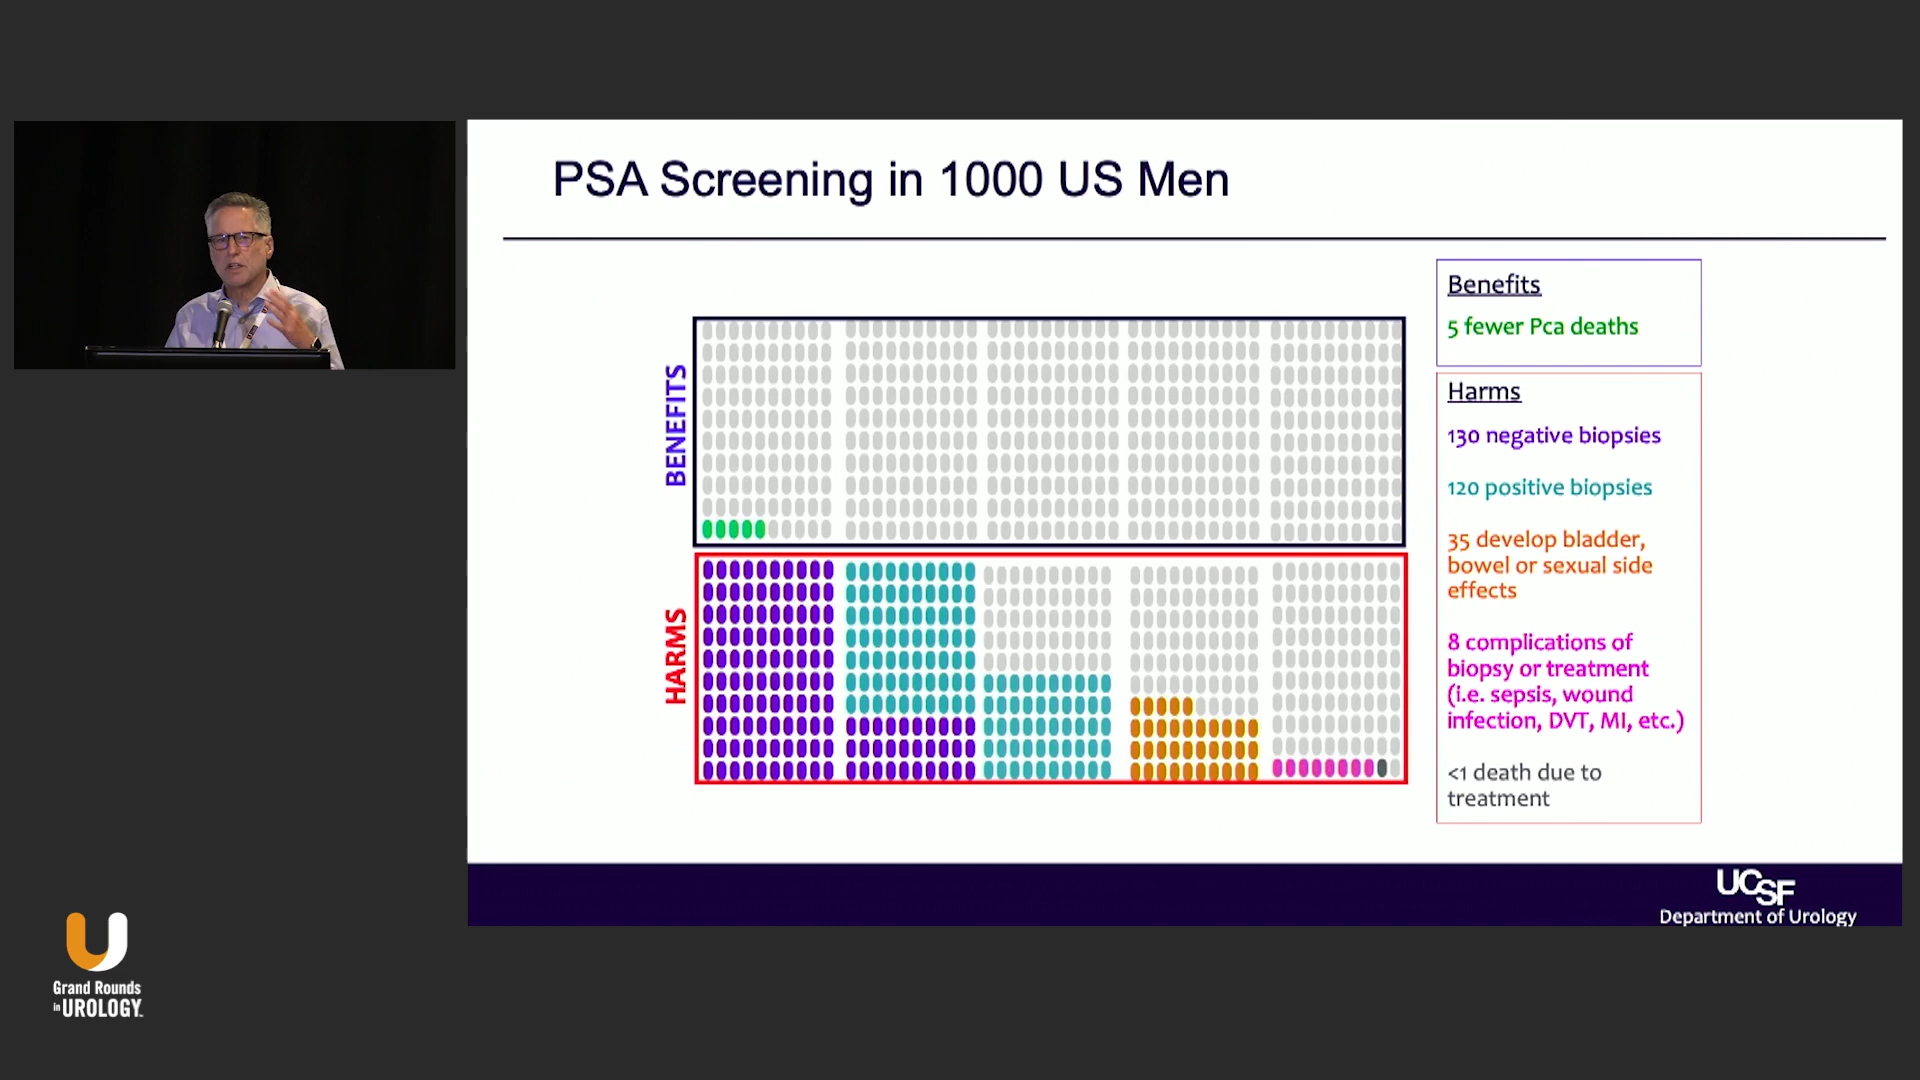 PSA Screening in 1000 US Men
BENEFITS
HARMS
Benefits
5 fewer Pca deaths
Harms
130 negative biopsies
120 positive biopsies
35 develop bladder,
bowel or sexual side
effects
8 complications of
biopsy or treatment
(i.e. sepsis, wound
infection, DVT, MI, etc.)
<1 death due to
treatment
UCSF
Department of Urology
Grand Rounds
in UROLOGY